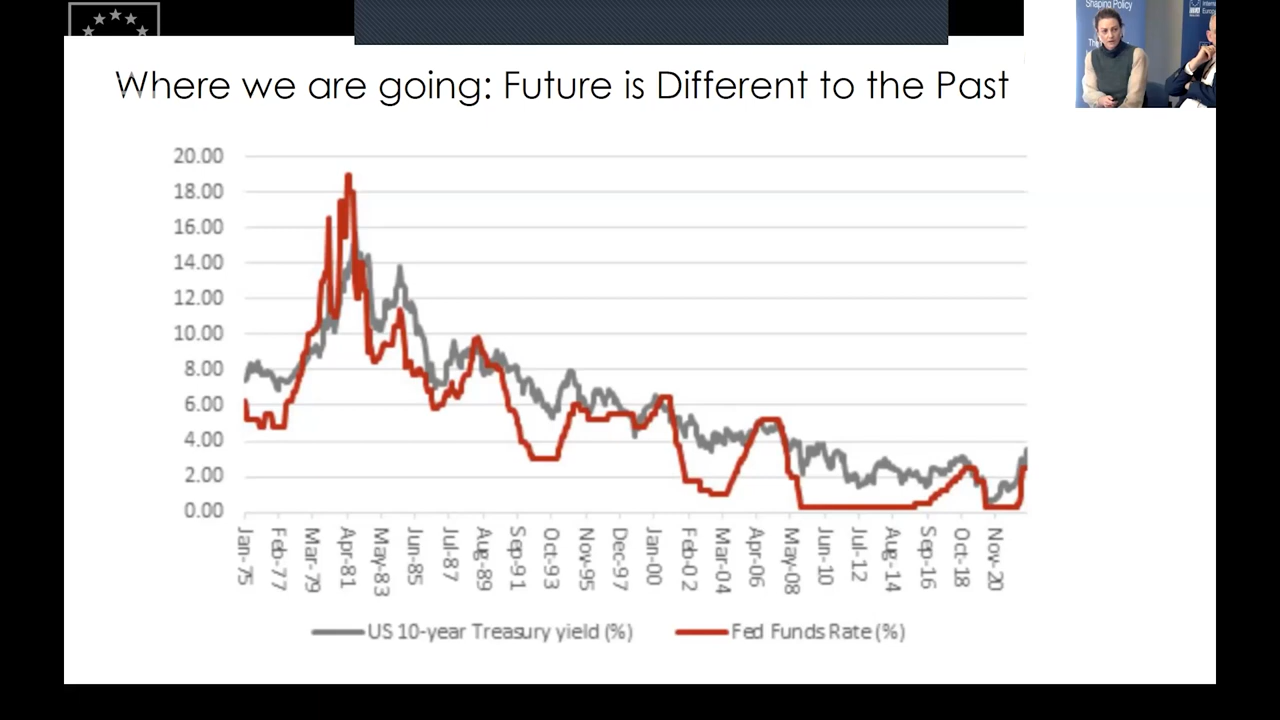 Shaping Policy
Where we are going: Future is Different to the Past
20.00
18.00
16.00
14.00
12.00
10.00
8.00
6.00
4.00
2.00
0.00
Jan-75
Feb-77
Mar-79
Apr-81
May-83
Jun-85
Jul-87
Aug-89
Sep-91
Oct-93
Nov-95
Dec-97
Jan-00
Feb-02
Mar-04
Apr-06
May-08
Jun-10
Jul-12
Aug-14
Sep-16
Oct-18
Nov-20
US 10-year Treasury yield (%)
Fed Funds Rate (%)